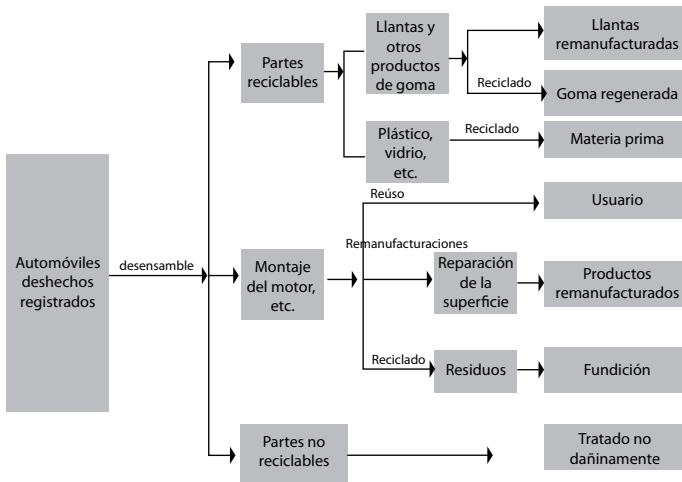 Automóviles
deshechos
registrados
desensamble
Partes
reciclables
Llantas y
otros
productos
de goma
Llantas
remanufacturadas
Reciclado
Goma regenerada
Plástico,
vidrio,
etc.
Reciclado
Materia prima
Montaje
del motor,
etc.
Reúso
Usuario
Remanufacturaciones
Reparación
de la
superficie
Productos
remanufacturados
Reciclado
Residuos
Fundición
Partes no
reciclables
Tratado no
dañinamente